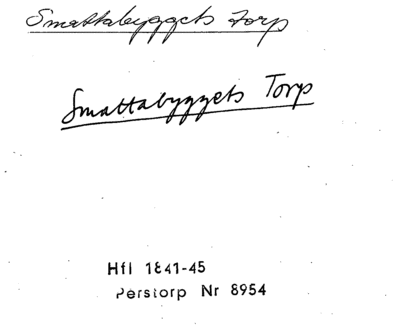 Smattabyggets Torp
Smattabyggets Torp
Hfl 1841-45
Perstorp Nr 8954